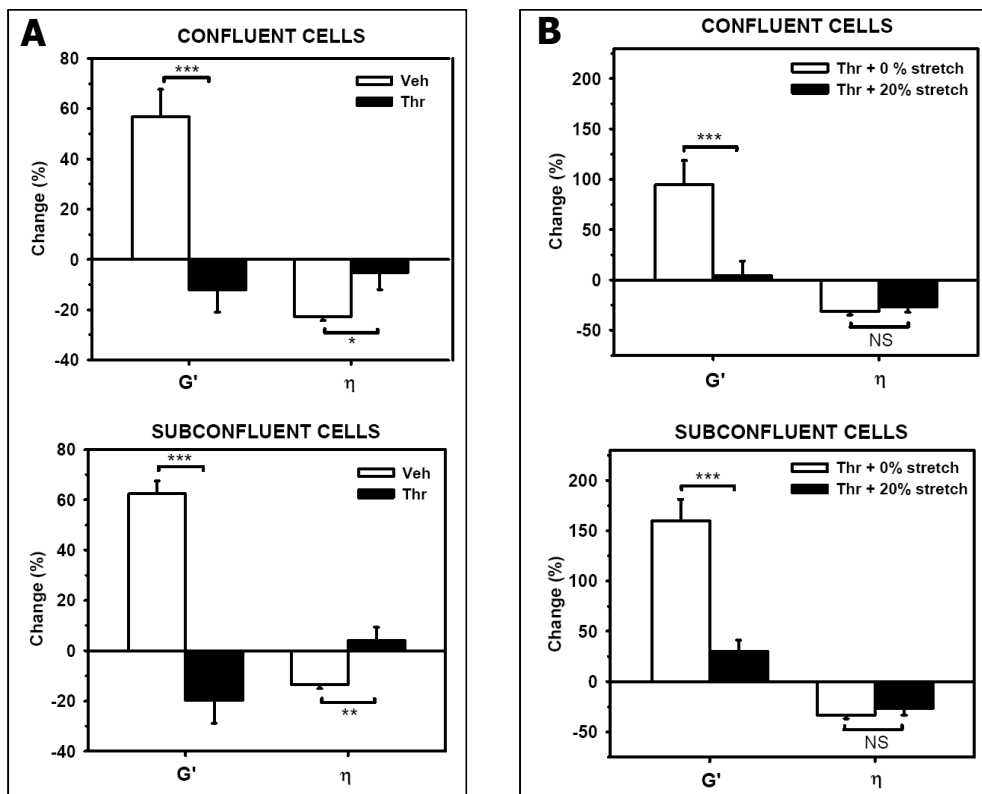 A
CONFLUENT CELLS
Change (%)
80
60
40
20
0
-20
-40
***
Veh
Thr
*
G'
η
SUBCONFLUENT CELLS
Change (%)
80
60
40
20
0
-20
-40
***
Veh
Thr
**
G'
η
B
CONFLUENT CELLS
Change (%)
200
150
100
50
0
-50
***
Thr + 0 % stretch
Thr + 20% stretch
NS
G'
η
SUBCONFLUENT CELLS
Change (%)
200
150
100
50
0
-50
***
Thr + 0% stretch
Thr + 20% stretch
NS
G'
η